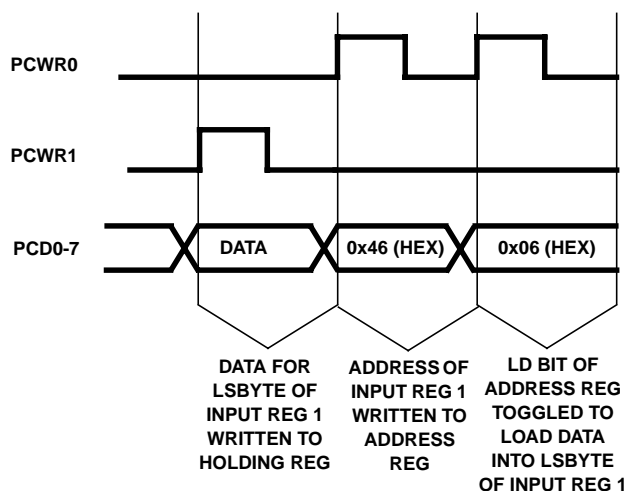 PCWR0
PCWR1
PCD0-7
DATA
0x46 (HEX)
0x06 (HEX)
DATA FOR
LSBYTE OF
INPUT REG 1
WRITTEN TO
HOLDING REG
ADDRESS OF
INPUT REG 1
WRITTEN TO
ADDRESS
REG
LD BIT OF
ADDRESS REG
TOGGLED TO
LOAD DATA
INTO LSBYTE
OF INPUT REG 1